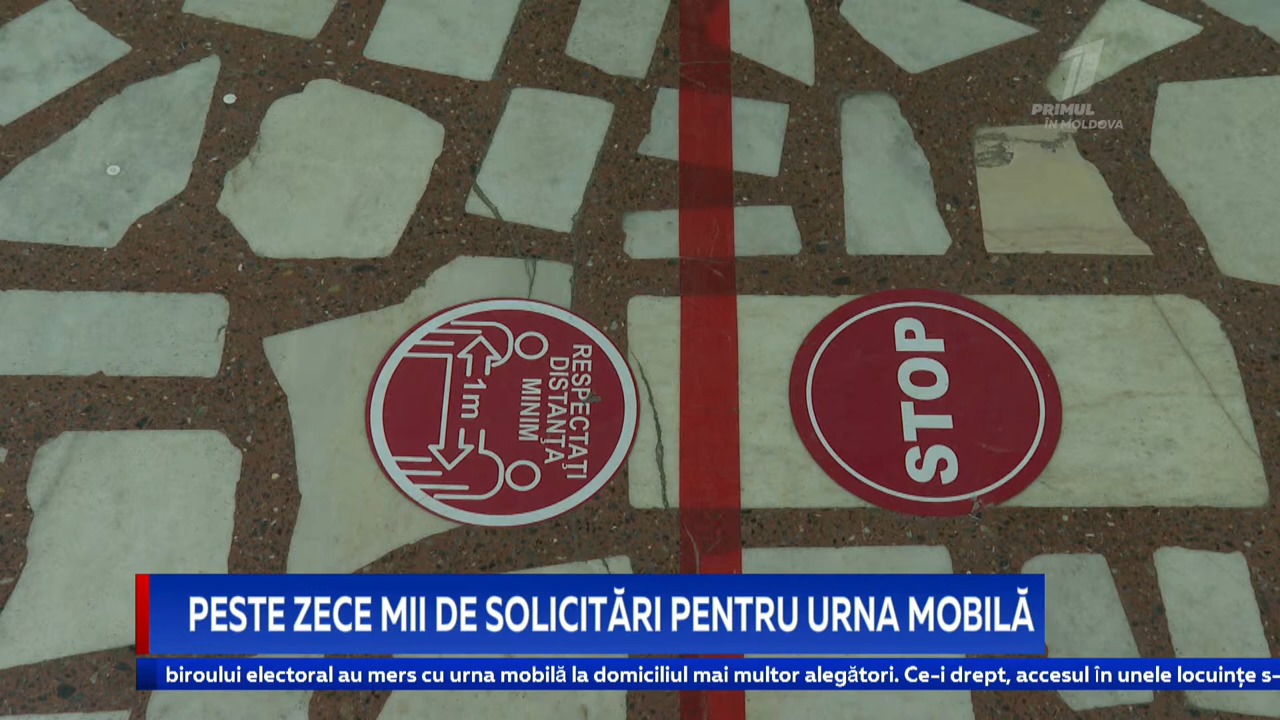 PRIMUL
ÎN MOLDOVA
RESPECTAȚI
DISTANȚA
MINIM
1m
STOP
PESTE ZECE MII DE SOLICITĂRI PENTRU URNA MOBILĂ
biroului electoral au mers cu urna mobilă la domiciliul mai multor alegători. Ce-i drept, accesul în unele locuințe s-